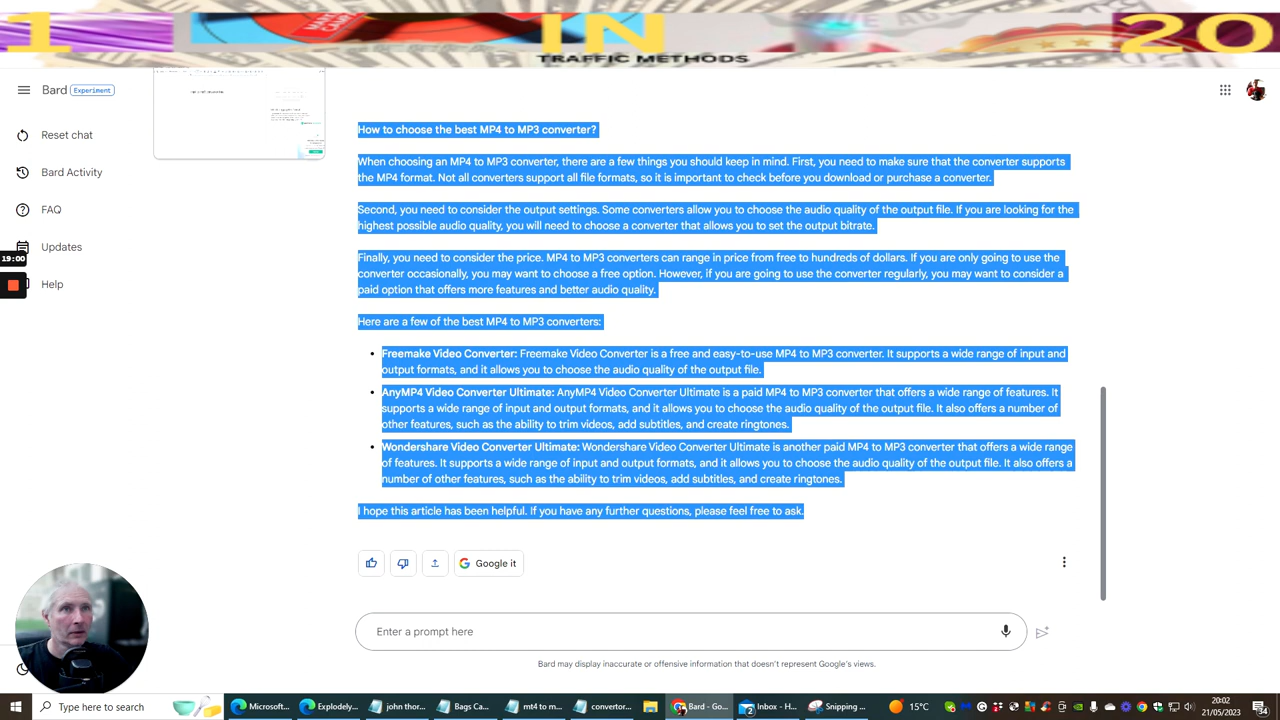 1 IN 20
TRAFFIC METHODS
Bard Experiment
Reset chat
Bard Activity
FAQ
Updates
19:00
Help
How to choose the best MP4 to MP3 converter?
When choosing an MP4 to MP3 converter, there are a few things you should keep in mind. First, you need to make sure that the converter supports
the MP4 format. Not all converters support all file formats, so it is important to check before you download or purchase a converter.
Second, you need to consider the output settings. Some converters allow you to choose the audio quality of the output file. If you are looking for the
highest possible audio quality, you will need to choose a converter that allows you to set the output bitrate.
Finally, you need to consider the price. MP4 to MP3 converters can range in price from free to hundreds of dollars. If you are only going to use the
converter occasionally, you may want to choose a free option. However, if you are going to use the converter regularly, you may want to consider a
paid option that offers more features and better audio quality.
Here are a few of the best MP4 to MP3 converters:
• Freemake Video Converter: Freemake Video Converter is a free and easy-to-use MP4 to MP3 converter. It supports a wide range of input and
output formats, and it allows you to choose the audio quality of the output file.
• AnyMP4 Video Converter Ultimate: AnyMP4 Video Converter Ultimate is a paid MP4 to MP3 converter that offers a wide range of features. It
supports a wide range of input and output formats, and it allows you to choose the audio quality of the output file. It also offers a number of
other features, such as the ability to trim videos, add subtitles, and create ringtones.
• Wondershare Video Converter Ultimate: Wondershare Video Converter Ultimate is another paid MP4 to MP3 converter that offers a wide range
of features. It supports a wide range of input and output formats, and it allows you to choose the audio quality of the output file. It also offers a
number of other features, such as the ability to trim videos, add subtitles, and create ringtones.
I hope this article has been helpful. If you have any further questions, please feel free to ask.
Google it
Enter a prompt here
Bard may display inaccurate or offensive information that doesn't represent Google's views.
Type here to search
Microsoft...
Explodely...
john thor...
Bags Ca...
mt4 to m...
convertor...
Bard - Go...
Inbox - H...
Snipping ...
15°C
20:02
21/05/2023